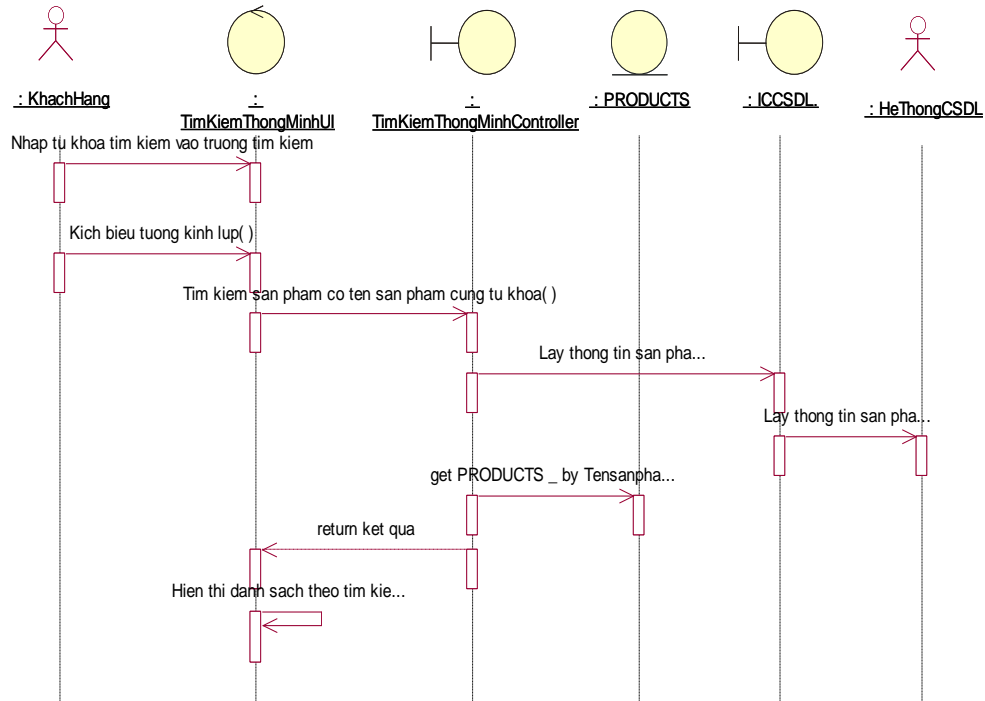 : KhachHang
:
TimKiemThongMinhUI
:
TimKiemThongMinhController
: PRODUCTS
: ICCSDL.
: HeThongCSDL
Nhap tu khoa tim kiem vao truong tim kiem
Kich bieu tuong kinh lup( )
Tim kiem san pham co ten san pham cung tu khoa( )
Lay thong tin san pha...
Lay thong tin san pha...
get PRODUCTS _ by Tensanpha...
return ket qua
Hien thi danh sach theo tim kie...